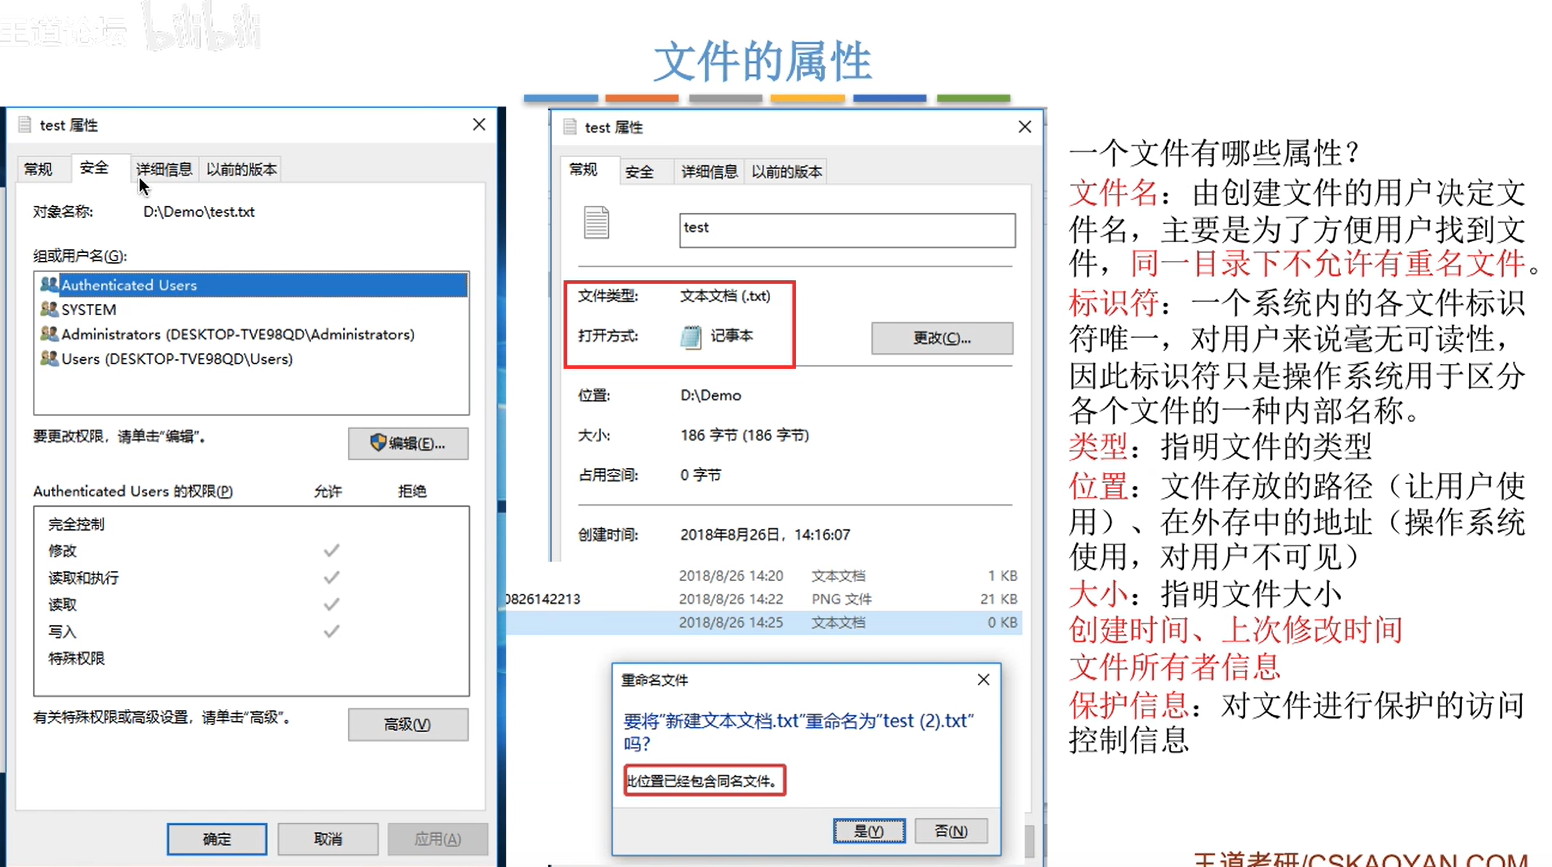 王道论坛 bilibili
文件的属性
test 属性
常规 安全 详细信息 以前的版本
对象名称: D:\Demo\test.txt
组或用户名(G):
Authenticated Users
SYSTEM
Administrators (DESKTOP-TVE98QD\Administrators)
Users (DESKTOP-TVE98QD\Users)
要更改权限，请单击"编辑"。
编辑(E)...
Authenticated Users 的权限(P) 允许 拒绝
完全控制
修改
读取和执行
读取
写入
特殊权限
有关特殊权限或高级设置，请单击"高级"。
高级(V)
确定 取消 应用(A)
test 属性
常规 安全 详细信息 以前的版本
test
文件类型: 文本文档 (.txt)
打开方式: 记事本 更改(C)...
位置: D:\Demo
大小: 186 字节 (186 字节)
占用空间: 0 字节
创建时间: 2018年8月26日，14:16:07
2018/8/26 14:20 文本文档 1 KB
0826142213 2018/8/26 14:22 PNG 文件 21 KB
2018/8/26 14:25 文本文档 0 KB
重命名文件
要将"新建文本文档.txt"重命名为"test (2).txt"
吗?
此位置已经包含同名文件。
是(Y) 否(N)
一个文件有哪些属性？
文件名：由创建文件的用户决定文
件名，主要是为了方便用户找到文
件，同一目录下不允许有重名文件。
标识符：一个系统内的各文件标识
符唯一，对用户来说毫无可读性，
因此标识符只是操作系统用于区分
各个文件的一种内部名称。
类型：指明文件的类型
位置：文件存放的路径（让用户使
用）、在外存中的地址（操作系统
使用，对用户不可见）
大小：指明文件大小
创建时间、上次修改时间
文件所有者信息
保护信息：对文件进行保护的访问
控制信息
王道考研/CSKAOYAN.COM